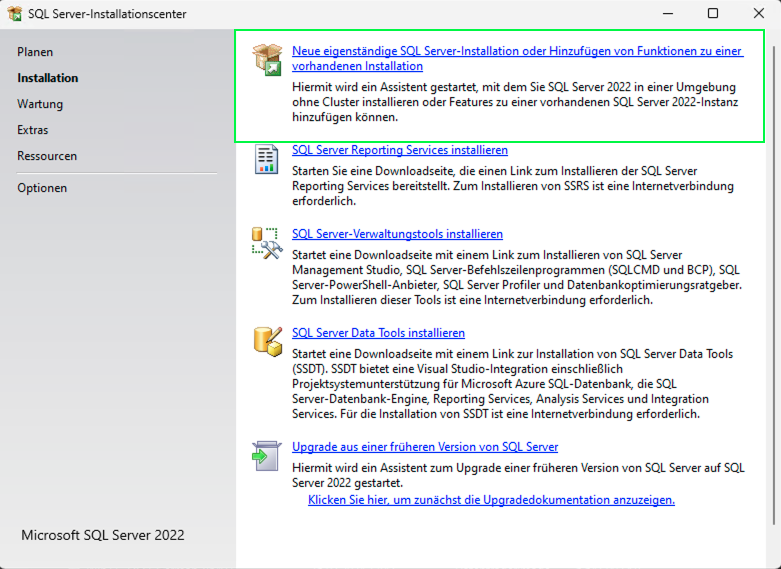 SQL Server-Installationscenter
Planen
Installation
Wartung
Extras
Ressourcen
Optionen
Microsoft SQL Server 2022
Neue eigenständige SQL Server-Installation oder Hinzufügen von Funktionen zu einer
vorhandenen Installation
Hiermit wird ein Assistent gestartet, mit dem Sie SQL Server 2022 in einer Umgebung
ohne Cluster installieren oder Features zu einer vorhandenen SQL Server 2022-Instanz
hinzufügen können.
SQL Server Reporting Services installieren
Starten Sie eine Downloadseite, die einen Link zum Installieren der SQL Server
Reporting Services bereitstellt. Zum Installieren von SSRS ist eine Internetverbindung
erforderlich.
SQL Server-Verwaltungstools installieren
Startet eine Downloadseite mit einem Link zum Installieren von SQL Server
Management Studio, SQL Server-Befehlszeilenprogrammen (SQLCMD und BCP), SQL
Server-PowerShell-Anbieter, SQL Server Profiler und Datenbankoptimierungsratgeber.
Zum Installieren dieser Tools ist eine Internetverbindung erforderlich.
SQL Server Data Tools installieren
Startet eine Downloadseite mit einem Link zur Installation von SQL Server Data Tools
(SSDT). SSDT bietet eine Visual Studio-Integration einschließlich
Projektsystemunterstützung für Microsoft Azure SQL-Datenbank, die SQL
Server-Datenbank-Engine, Reporting Services, Analysis Services und Integration
Services. Für die Installation von SSDT ist eine Internetverbindung erforderlich.
Upgrade aus einer früheren Version von SQL Server
Hiermit wird ein Assistent zum Upgrade einer früheren Version von SQL Server auf SQL
Server 2022 gestartet.
Klicken Sie hier, um zunächst die Upgradedokumentation anzuzeigen.